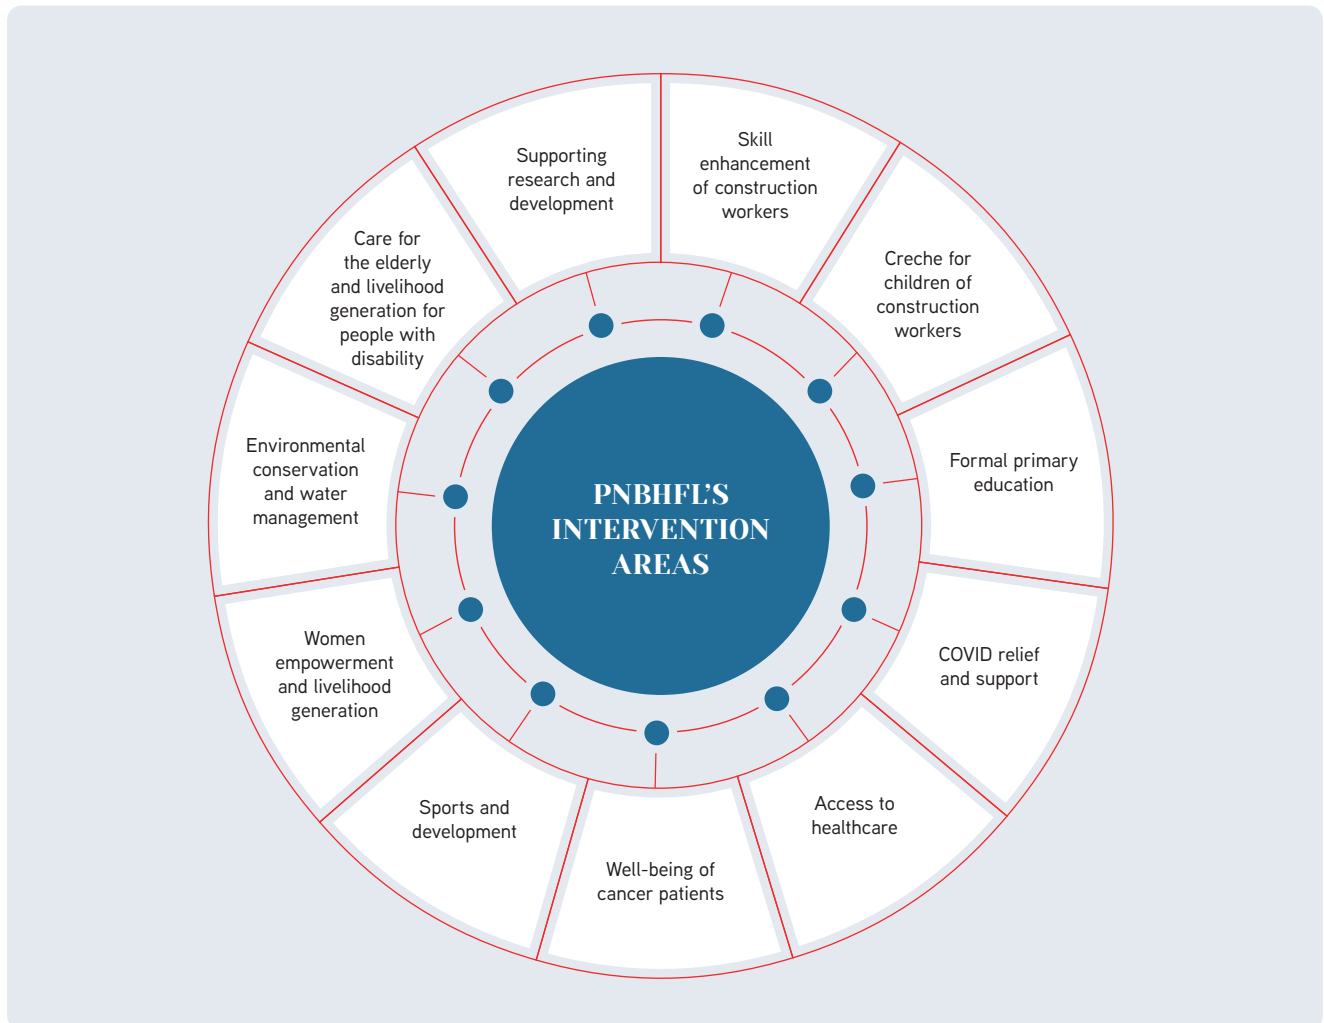 Supporting
research and
development
Skill
enhancement
of construction
workers
Creche for
children of
construction
workers
Formal primary
education
COVID relief
and support
Access to
healthcare
Well-being of
cancer patients
Sports and
development
Women
empowerment
and livelihood
generation
Environmental
conservation
and water
management
Care for
the elderly
and livelihood
generation for
people with
disability
PNBHFL’S
INTERVENTION
AREAS